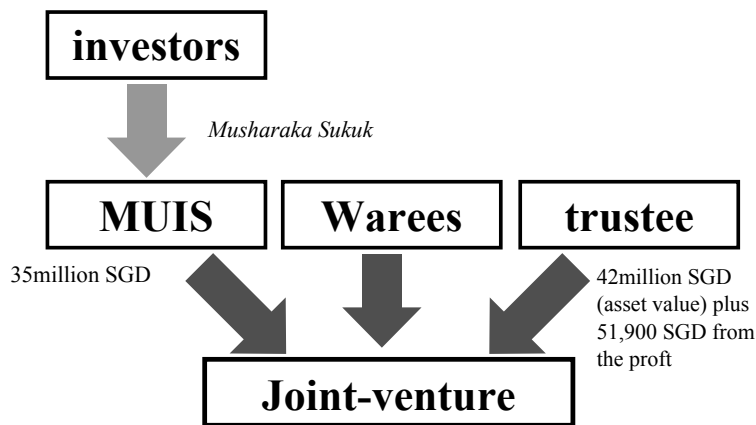 investors
Musharaka Sukuk
MUIS
Warees
trustee
35million SGD
42million SGD
(asset value) plus
51,900 SGD from
the proft
Joint-venture